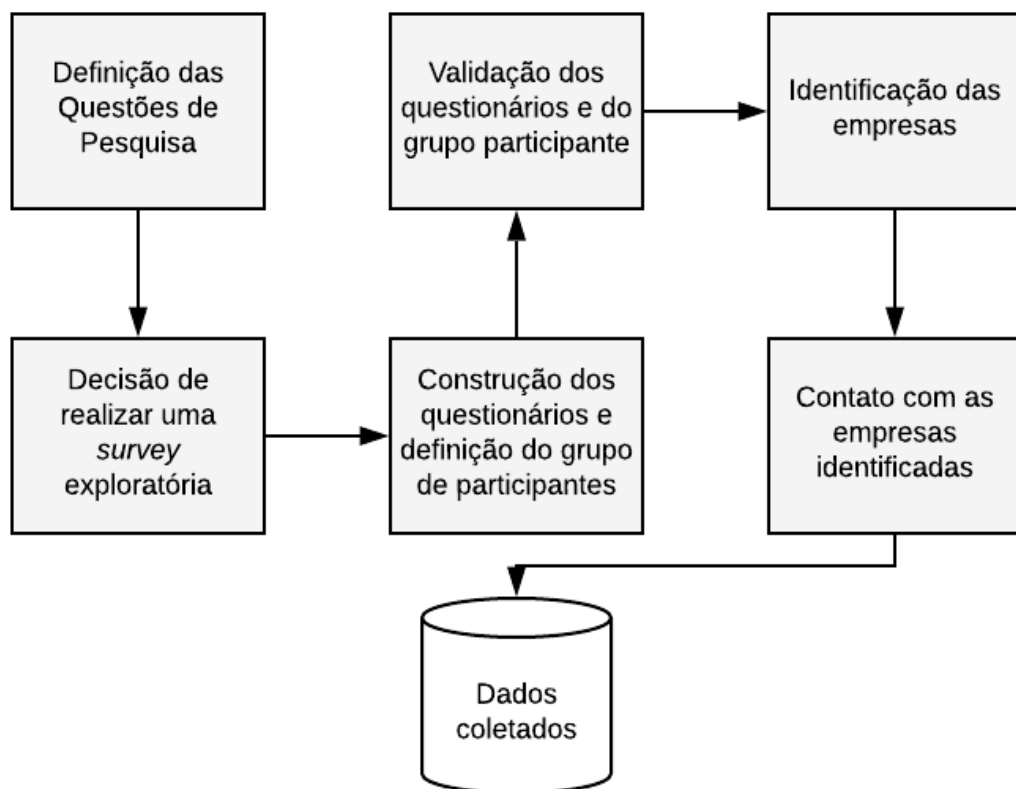 Definição das
Questões de
Pesquisa
Decisão de
realizar uma
survey
exploratória
Construção dos
questionários e
definição do grupo
de participantes
Validação dos
questionários e do
grupo participante
Identificação das
empresas
Contato com as
empresas
identificadas
Dados
coletados